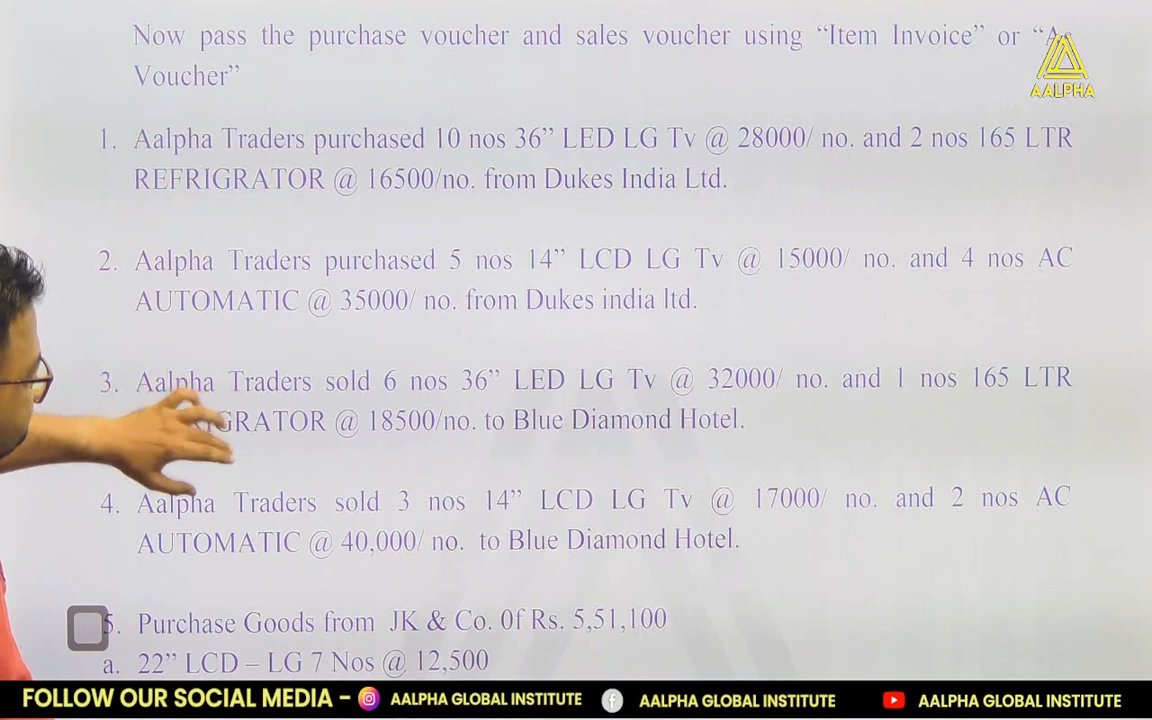 Now pass the purchase voucher and sales voucher using “Item Invoice” or “
Voucher”
AALPHA
1. Aalpha Traders purchased 10 nos 36” LED LG Tv @ 28000/ no. and 2 nos 165 LTR
REFRIGRATOR @ 16500/no. from Dukes India Ltd.
2. Aalpha Traders purchased 5 nos 14” LCD LG Tv @ 15000/ no. and 4 nos AC
AUTOMATIC @ 35000/ no. from Dukes india ltd.
3. Aalpha Traders sold 6 nos 36” LED LG Tv @ 32000/ no. and 1 nos 165 LTR
GRATOR @ 18500/no. to Blue Diamond Hotel.
4. Aalpha Traders sold 3 nos 14” LCD LG Tv @ 17000/ no. and 2 nos AC
AUTOMATIC @ 40,000/ no. to Blue Diamond Hotel.
5. Purchase Goods from JK & Co. 0f Rs. 5,51,100
a. 22” LCD – LG 7 Nos @ 12,500
FOLLOW OUR SOCIAL MEDIA – AALPHA GLOBAL INSTITUTE AALPHA GLOBAL INSTITUTE AALPHA GLOBAL INSTITUTE